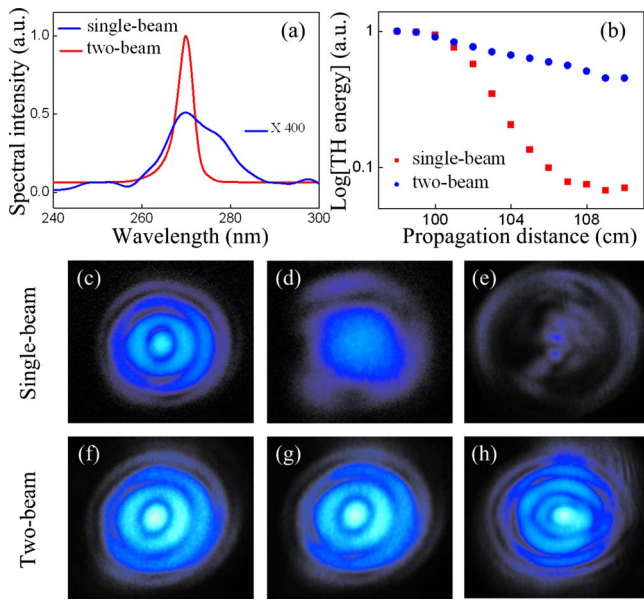 single-beam
two-beam
(a)
X 400
Spectral intensity (a.u.)
1.0
0.5
0.0
240
260
280
300
Wavelength (nm)
(b)
Log[TH energy] (a.u.)
1
0.1
single-beam
two-beam
100
104
108
Propagation distance (cm)
Single-beam
(c)
(d)
(e)
Two-beam
(f)
(g)
(h)